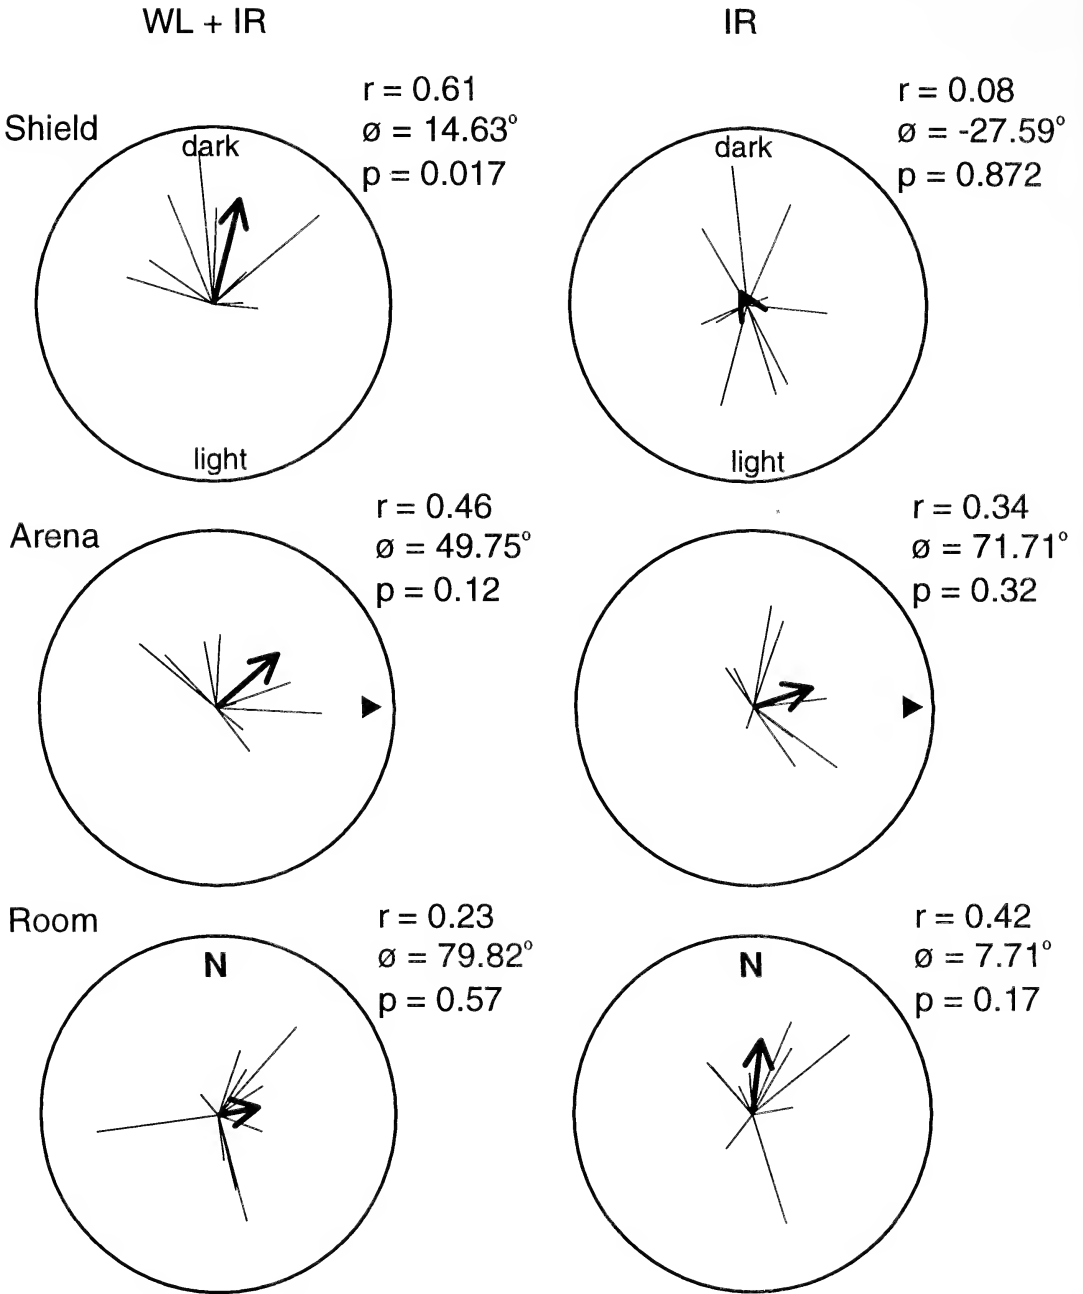 WL + IR
IR
Shield
r = 0.61
ø = 14.63°
p = 0.017
dark
light
r = 0.08
ø = -27.59°
p = 0.872
dark
light
Arena
r = 0.46
ø = 49.75°
p = 0.12
r = 0.34
ø = 71.71°
p = 0.32
Room
r = 0.23
ø = 79.82°
p = 0.57
N
r = 0.42
ø = 7.71°
p = 0.17
N